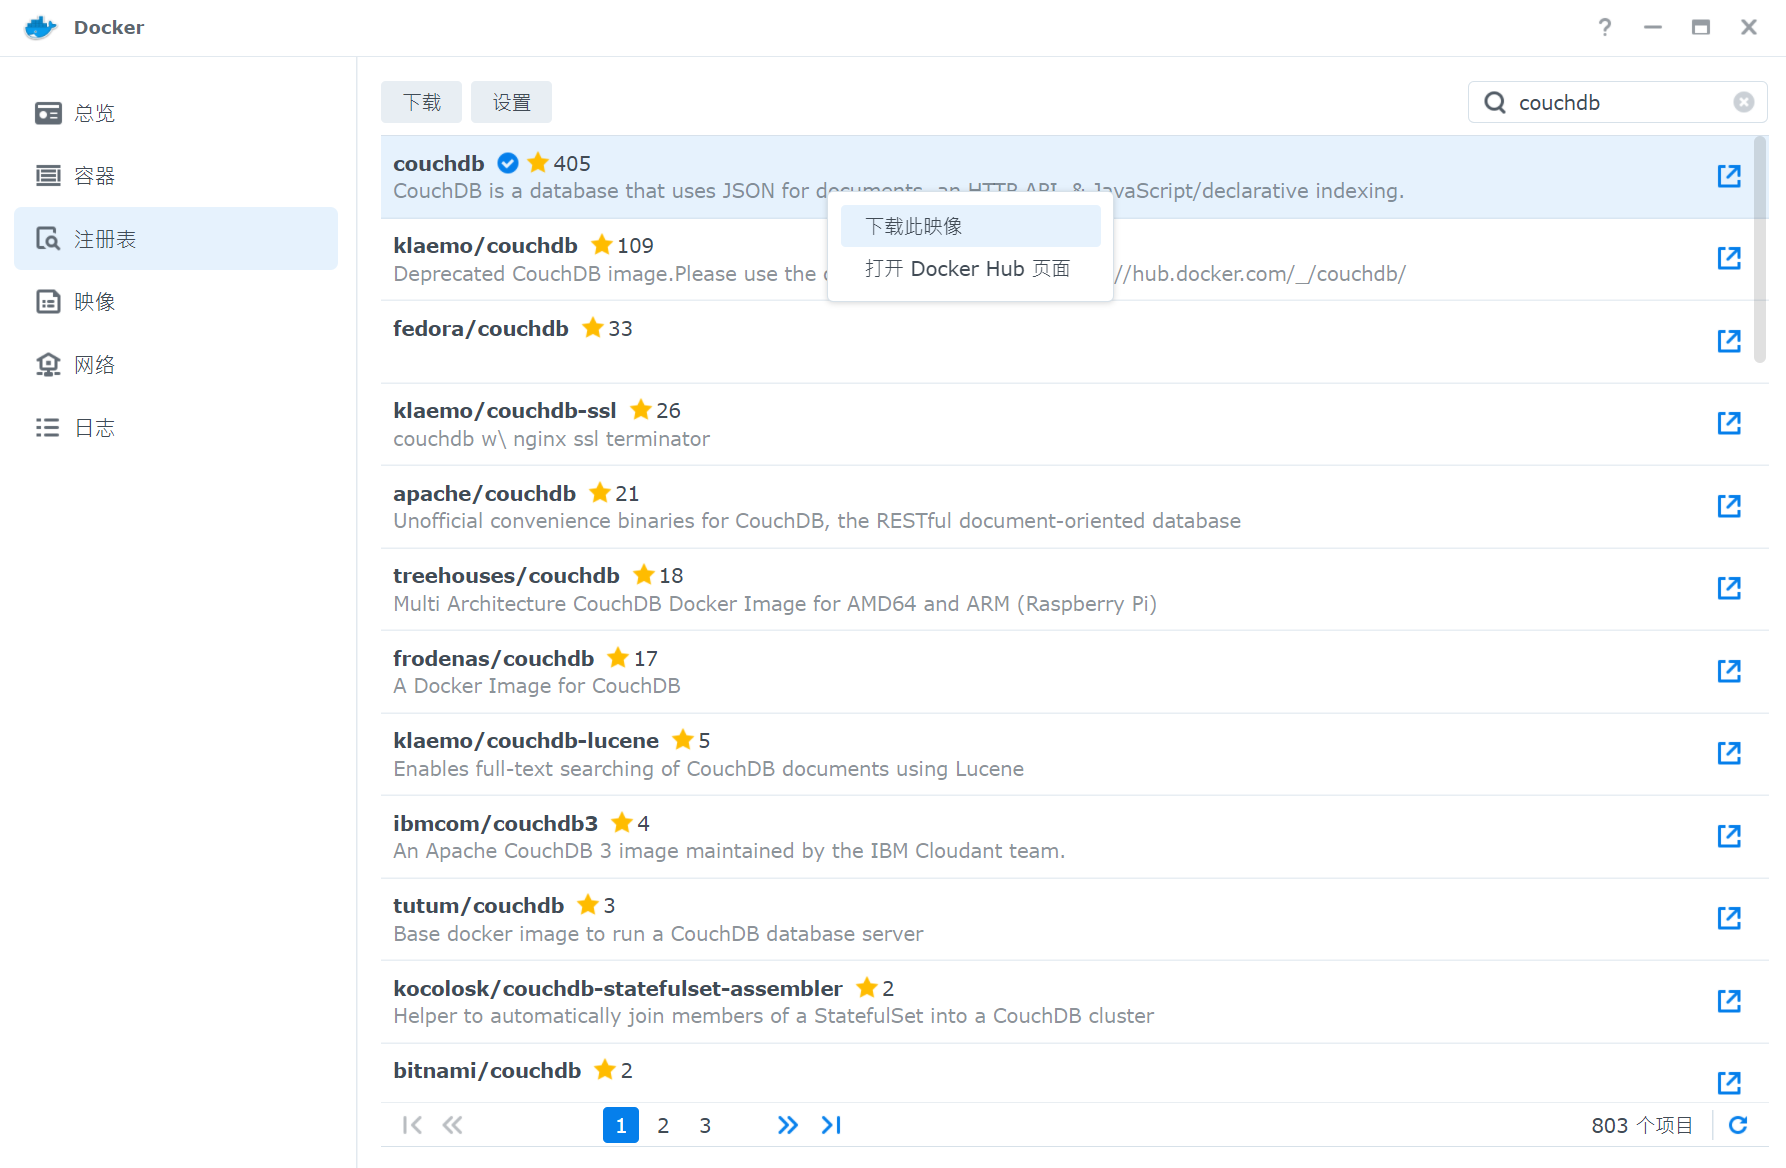 Docker
总览
容器
注册表
映像
网络
日志
下载
设置
couchdb
couchdb 405
CouchDB is a database that uses JSON for documents, an HTTP API, & JavaScript/declarative indexing.
下载此映像
打开 Docker Hub 页面
klaemo/couchdb 109
Deprecated CouchDB image.Please use the //hub.docker.com/_/couchdb/
fedora/couchdb 33
klaemo/couchdb-ssl 26
couchdb w\ nginx ssl terminator
apache/couchdb 21
Unofficial convenience binaries for CouchDB, the RESTful document-oriented database
treehouses/couchdb 18
Multi Architecture CouchDB Docker Image for AMD64 and ARM (Raspberry Pi)
frodenas/couchdb 17
A Docker Image for CouchDB
klaemo/couchdb-lucene 5
Enables full-text searching of CouchDB documents using Lucene
ibmcom/couchdb3 4
An Apache CouchDB 3 image maintained by the IBM Cloudant team.
tutum/couchdb 3
Base docker image to run a CouchDB database server
kocolosk/couchdb-statefulset-assembler 2
Helper to automatically join members of a StatefulSet into a CouchDB cluster
bitnami/couchdb 2
1 2 3
803 个项目